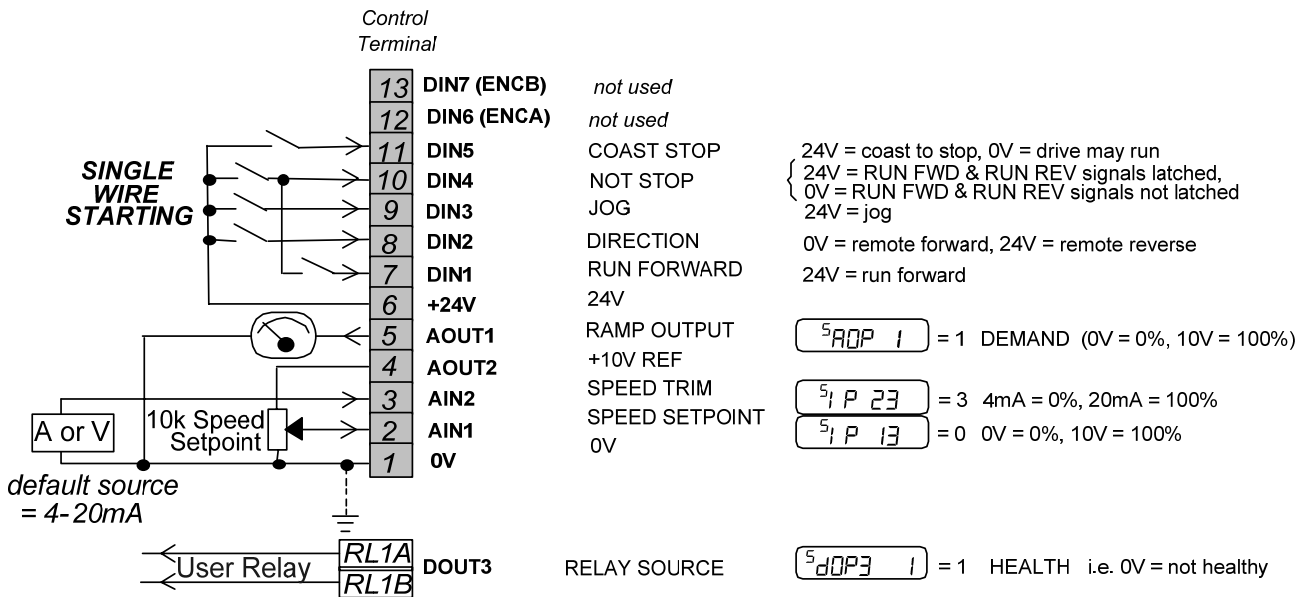 Control
Terminal
13 DIN7 (ENCB) not used
12 DIN6 (ENCA) not used
11 DIN5 COAST STOP 24V = coast to stop, 0V = drive may run
SINGLE
WIRE
STARTING
10 DIN4 NOT STOP 24V = RUN FWD & RUN REV signals latched,
0V = RUN FWD & RUN REV signals not latched
9 DIN3 JOG 24V = jog
8 DIN2 DIRECTION 0V = remote forward, 24V = remote reverse
7 DIN1 RUN FORWARD 24V = run forward
6 +24V 24V
5 AOUT1 RAMP OUTPUT SAOP 1 = 1 DEMAND (0V = 0%, 10V = 100%)
4 AOUT2 +10V REF
3 AIN2 SPEED TRIM SIP 23 = 3 4mA = 0%, 20mA = 100%
A or V
10k Speed
Setpoint
2 AIN1 SPEED SETPOINT SIP 13 = 0 0V = 0%, 10V = 100%
1 0V 0V
default source
= 4-20mA
User Relay
RL1A
RL1B
DOUT3 RELAY SOURCE SdOP3 1 = 1 HEALTH i.e. 0V = not healthy